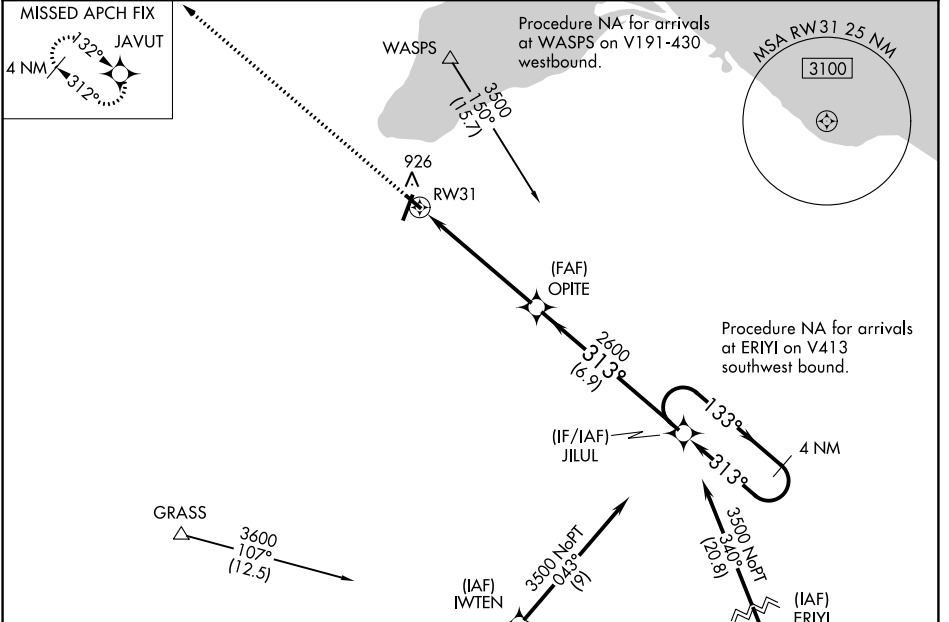 MISSED APCH FIX
JAVUT
132°
4 NM
312°
WASPS
3500
150°
(15.7)
Procedure NA for arrivals
at WASPS on V191-430
westbound.
MSA RW31 25 NM
3100
926
RW31
(FAF)
OPITE
2600
313°
(6.9)
Procedure NA for arrivals
at ERIYI on V413
southwest bound.
133°
4 NM
313°
(IF/IAF)
JILUL
GRASS
3600
107°
(12.5)
3500 NoPT
043°
(9)
(IAF)
IWTEN
3500 NoPT
340°
(20.8)
(IAF)
ERIYI